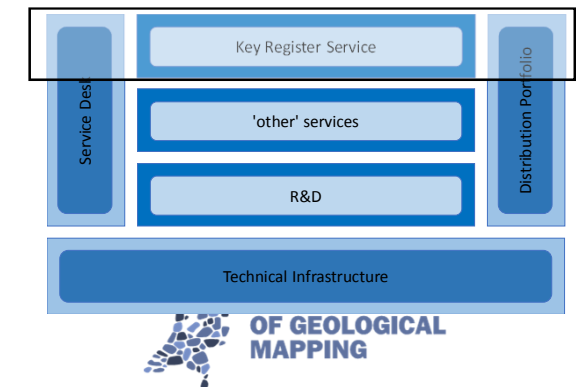 Key Register Service
Service Desk
Distribution Portfolio
'other' services
R&D
Technical Infrastructure
OF GEOLOGICAL
MAPPING